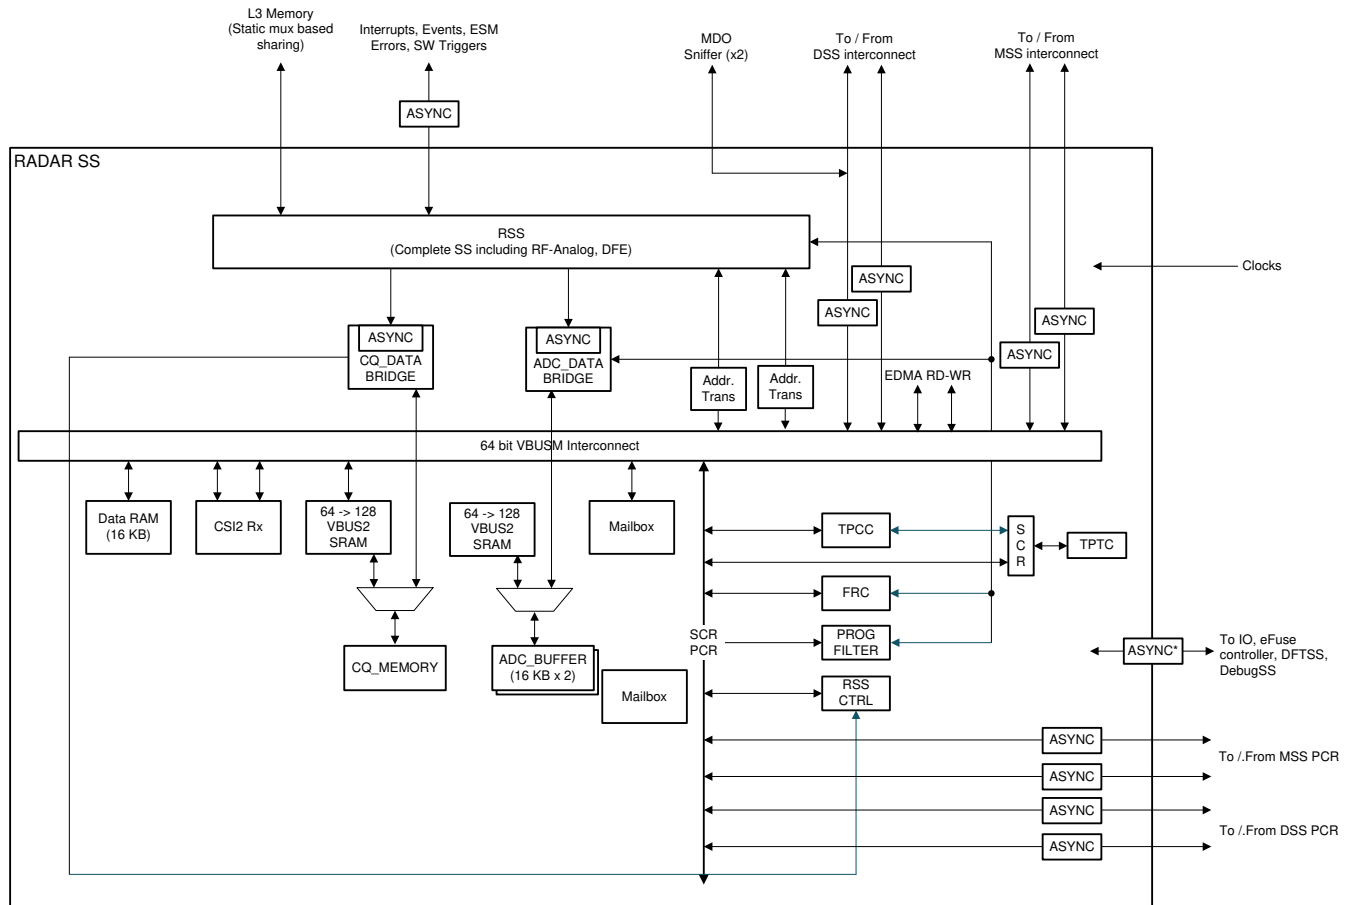 L3 Memory
(Static mux based
sharing)
Interrupts, Events, ESM
Errors, SW Triggers
MDO
Sniffer (x2)
To / From
DSS interconnect
To / From
MSS interconnect
ASYNC
RADAR SS
RSS
(Complete SS including RF-Analog, DFE)
Clocks
ASYNC
ASYNC
ASYNC
ASYNC
ASYNC
CQ_DATA
BRIDGE
ASYNC
ADC_DATA
BRIDGE
Addr.
Trans
Addr.
Trans
EDMA RD-WR
64 bit VBUSM Interconnect
Data RAM
(16 KB)
CSI2 Rx
64 -> 128
VBUS2
SRAM
64 -> 128
VBUS2
SRAM
Mailbox
TPCC
S
C
R
TPTC
FRC
SCR
PCR
PROG
FILTER
CQ_MEMORY
ADC_BUFFER
(16 KB x 2)
Mailbox
RSS
CTRL
ASYNC*
To IO, eFuse
controller, DFTSS,
DebugSS
ASYNC
To /.From MSS PCR
ASYNC
ASYNC
To /.From DSS PCR
ASYNC